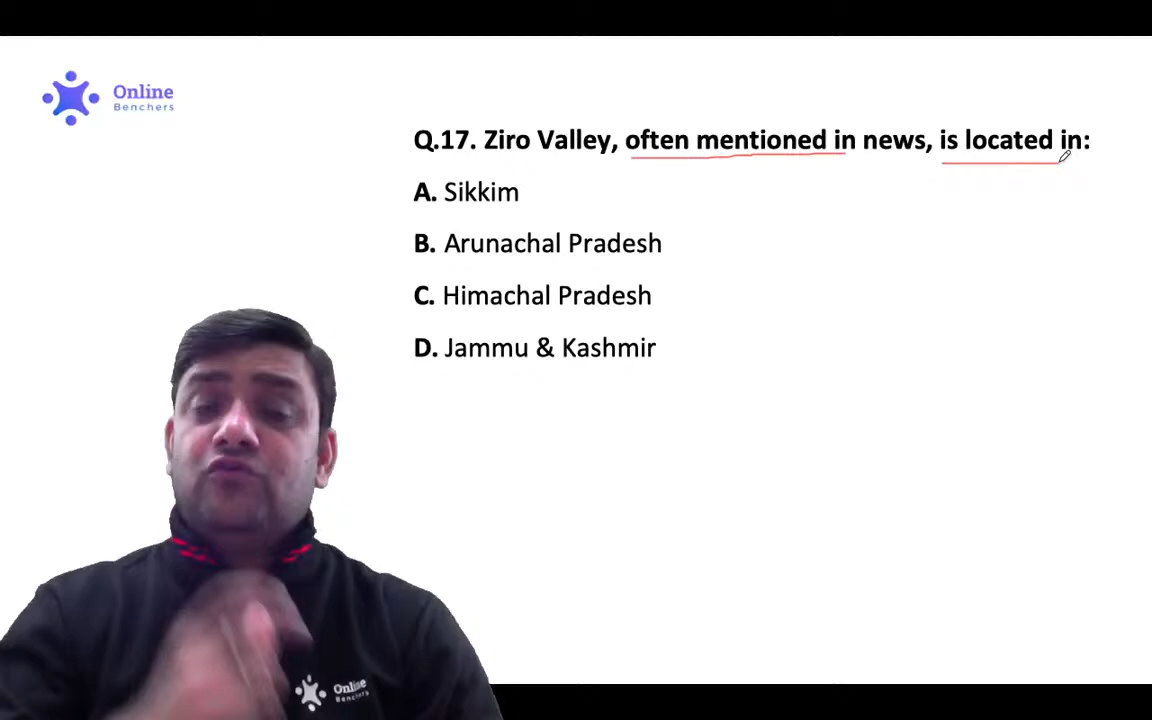 Online
Benchers
Q.17. Ziro Valley, often mentioned in news, is located in:
A. Sikkim
B. Arunachal Pradesh
C. Himachal Pradesh
D. Jammu & Kashmir
Online
Benchers